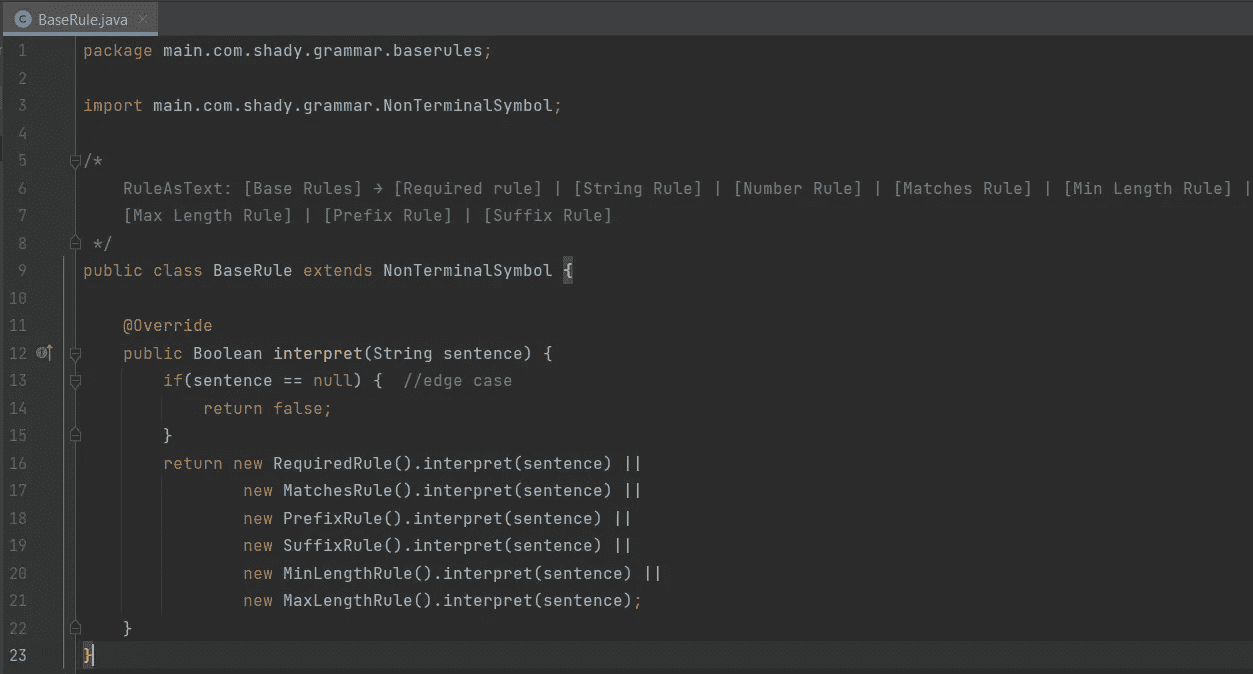 BaseRule.java
1 package main.com.shady.grammar.baserules;
2
3 import main.com.shady.grammar.NonTerminalSymbol;
4
5 /*
6 RuleAsText: [Base Rules] → [Required rule] | [String Rule] | [Number Rule] | [Matches Rule] | [Min Length Rule] |
7 [Max Length Rule] | [Prefix Rule] | [Suffix Rule]
8 */
9 public class BaseRule extends NonTerminalSymbol {
10
11 @Override
12 public Boolean interpret(String sentence) {
13 if(sentence == null) {  //edge case
14 return false;
15 }
16 return new RequiredRule().interpret(sentence) ||
17 new MatchesRule().interpret(sentence) ||
18 new PrefixRule().interpret(sentence) ||
19 new SuffixRule().interpret(sentence) ||
20 new MinLengthRule().interpret(sentence) ||
21 new MaxLengthRule().interpret(sentence);
22 }
23 }